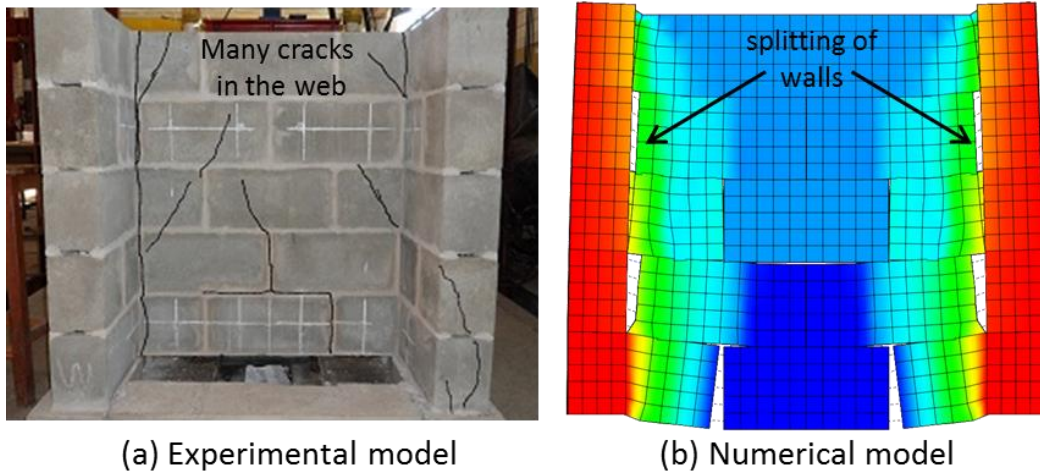 Many cracks
in the web
splitting of
walls
(a) Experimental model
(b) Numerical model